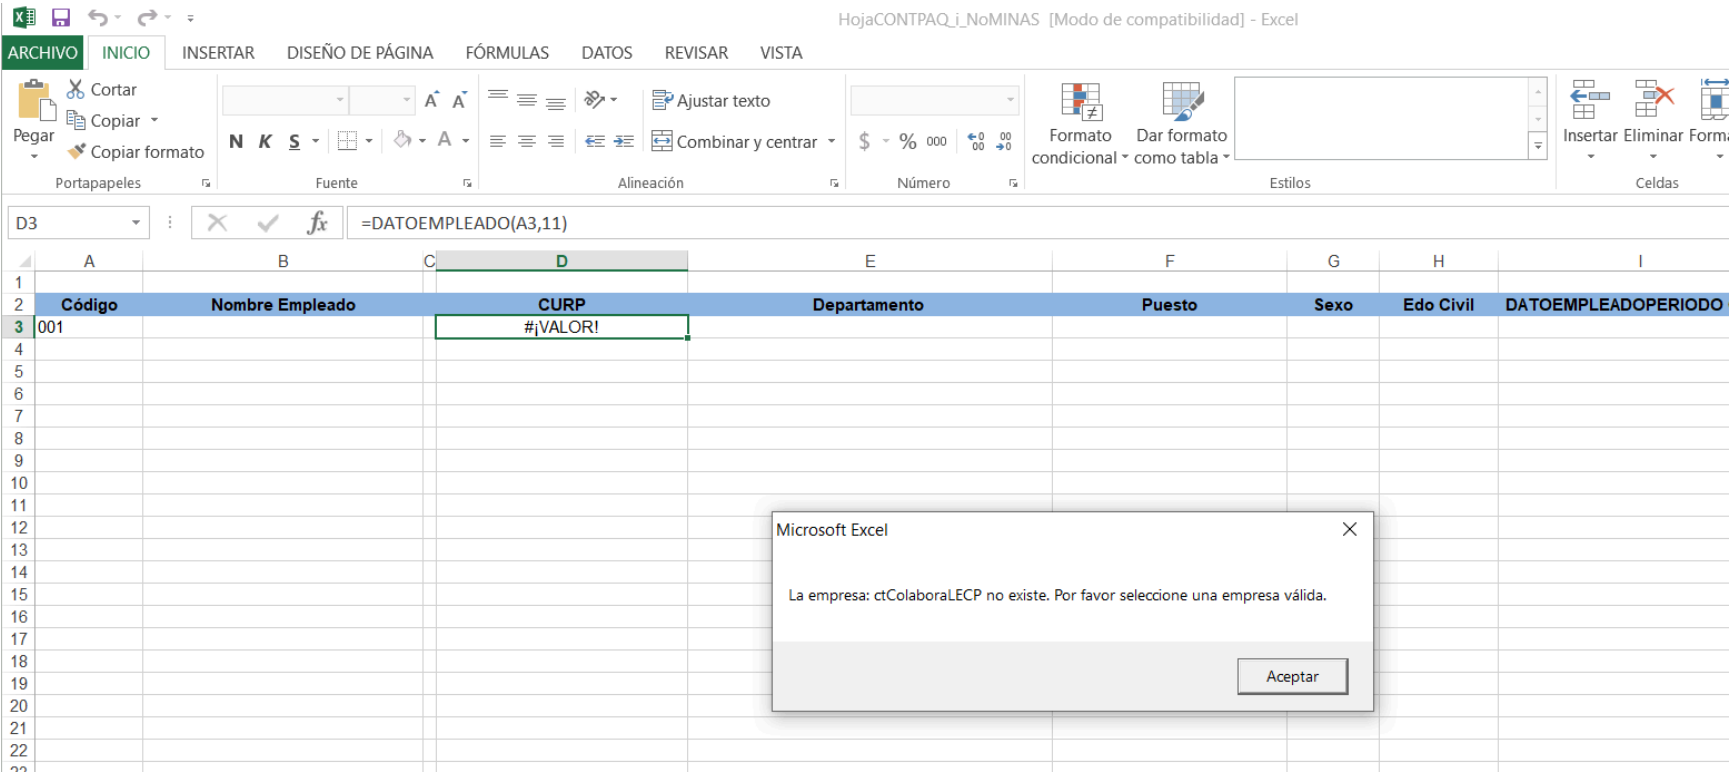 HojaCONTPAQ_i_NoMINAS [Modo de compatibilidad] - Excel
ARCHIVO INICIO INSERTAR DISEÑO DE PÁGINA FÓRMULAS DATOS REVISAR VISTA
Pegar
Cortar
Copiar
Copiar formato
Portapapeles
N K S
Fuente
Ajustar texto
Combinar y centrar
Alineación
$ % 000
Número
Formato condicional
Dar formato como tabla
Estilos
Insertar Eliminar Forma
Celdas
D3 fx =DATOEMPLEADO(A3,11)
A B C D E F G H I
1
2 Código Nombre Empleado CURP Departamento Puesto Sexo Edo Civil DATOEMPLEADOPERIODO
3 001 #¡VALOR!
4
5
6
7
8
9
10
11
12
13
14
15
16
17
18
19
20
21
22
Microsoft Excel
La empresa: ctColaboraLECP no existe. Por favor seleccione una empresa válida.
Aceptar